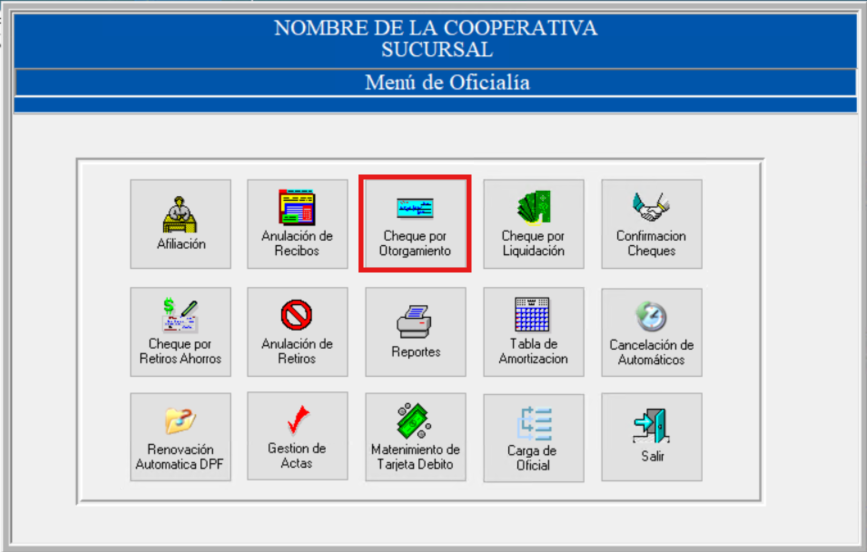 NOMBRE DE LA COOPERATIVA
SUCURSAL
Menú de Oficialía
Afiliación
Anulación de
Recibos
Cheque por
Otorgamiento
Cheque por
Liquidación
Confirmacion
Cheques
Cheque por
Retiros Ahorros
Anulación de
Retiros
Reportes
Tabla de
Amortizacion
Cancelación de
Automáticos
Renovación
Automatica DPF
Gestion de
Actas
Matenimiento de
Tarjeta Debito
Carga de
Oficial
Salir